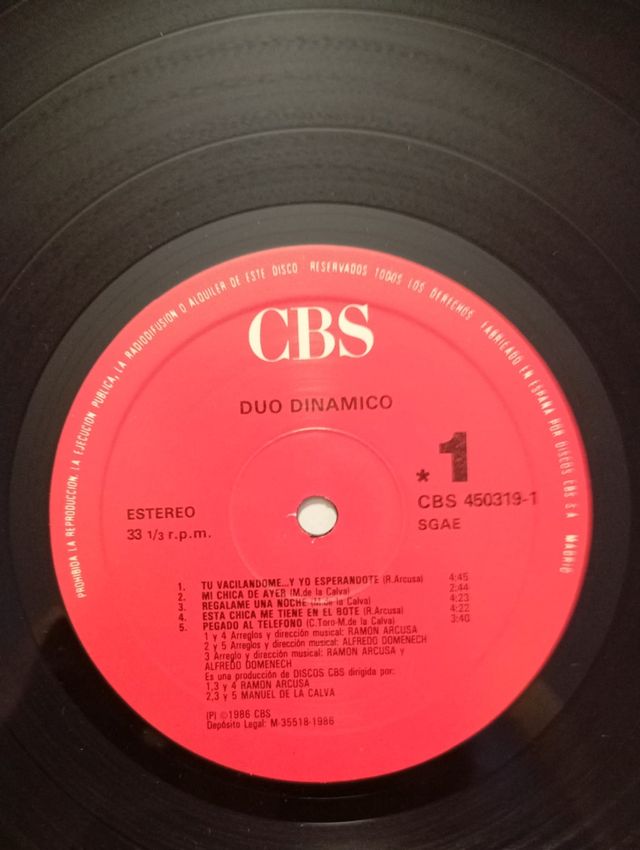 PROHIBIDA LA REPRODUCCION, LA EJECUCION PUBLICA, LA RADIODIFUSION O ALQUILER DE ESTE DISCO RESERVADOS TODOS LOS DERECHOS FABRICADO EN ESPAÑA POR DISCOS CBS S.A. MADRID
CBS
DUO DINAMICO
* 1
ESTEREO
33 1/3 r.p.m.
CBS 450319-1
SGAE
1. TU VACILANDOME...Y YO ESPERANDOTE (R.Arcusa) 4:45
2. MI CHICA DE AYER (M.de la Calva) 2:44
3. REGALAME UNA NOCHE (M.de la Calva) 4:23
4. ESTA CHICA ME TIENE EN EL BOTE (R.Arcusa) 4:22
5. PEGADO AL TELEFONO (C.Toro-M.de la Calva) 3:40
1 y 4 Arreglos y dirección musical: RAMON ARCUSA
2 y 5 Arreglos y dirección musical: ALFREDO DOMENECH
3 Arreglo y dirección musical: RAMON ARCUSA y
ALFREDO DOMENECH
Es una producción de DISCOS CBS dirigida por:
1,3 y 4 RAMON ARCUSA
2,3 y 5 MANUEL DE LA CALVA
(P) © 1986 CBS
Depósito Legal: M-35518-1986